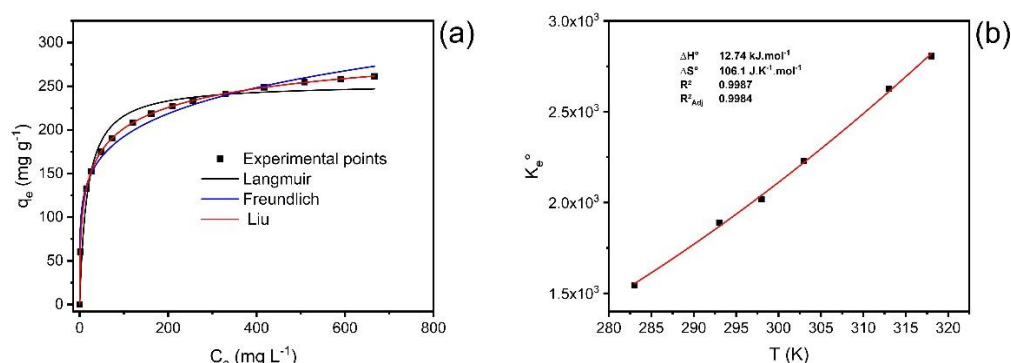 (a)
300
250
200
150
100
50
0
qₑ (mg g⁻¹)
Experimental points
Langmuir
Freundlich
Liu
0 200 400 600 800
Cₑ (mg L⁻¹)
(b)
ΔH° 12.74 kJ.mol⁻¹
ΔS° 106.1 J.K⁻¹.mol⁻¹
R² 0.9987
R²Adj 0.9984
3.0x10³
2.5x10³
2.0x10³
1.5x10³
Kₑ°
280 285 290 295 300 305 310 315 320
T (K)